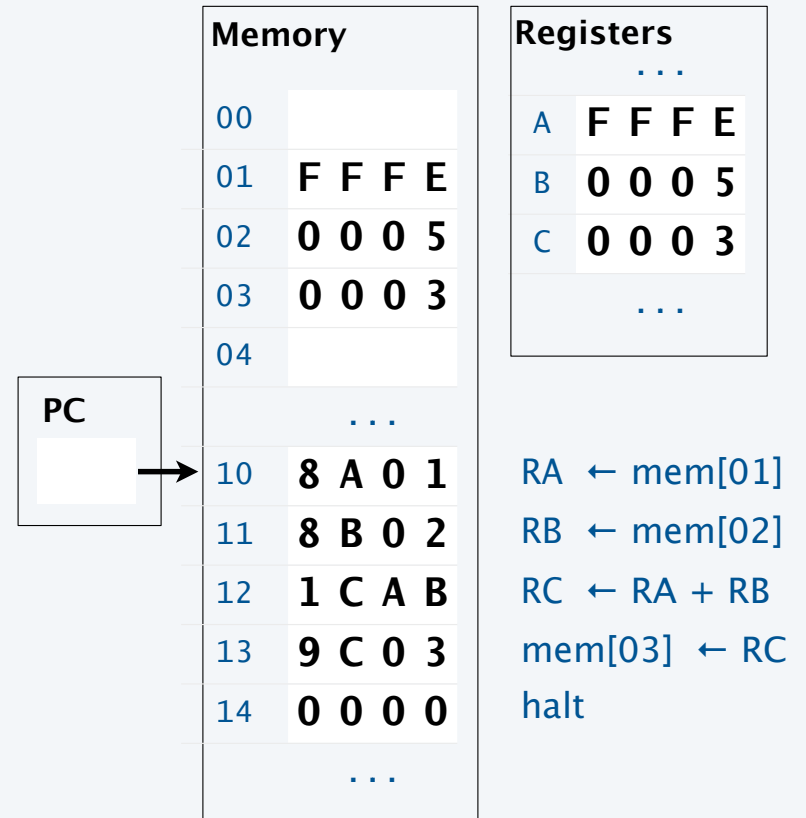 Memory
00
01 F F F E
02 0 0 0 5
03 0 0 0 3
04
. . .
10 8 A 0 1 RA ← mem[01]
11 8 B 0 2 RB ← mem[02]
12 1 C A B RC ← RA + RB
13 9 C 0 3 mem[03] ← RC
14 0 0 0 0 halt
. . .
Registers
. . .
A F F F E
B 0 0 0 5
C 0 0 0 3
. . .
PC